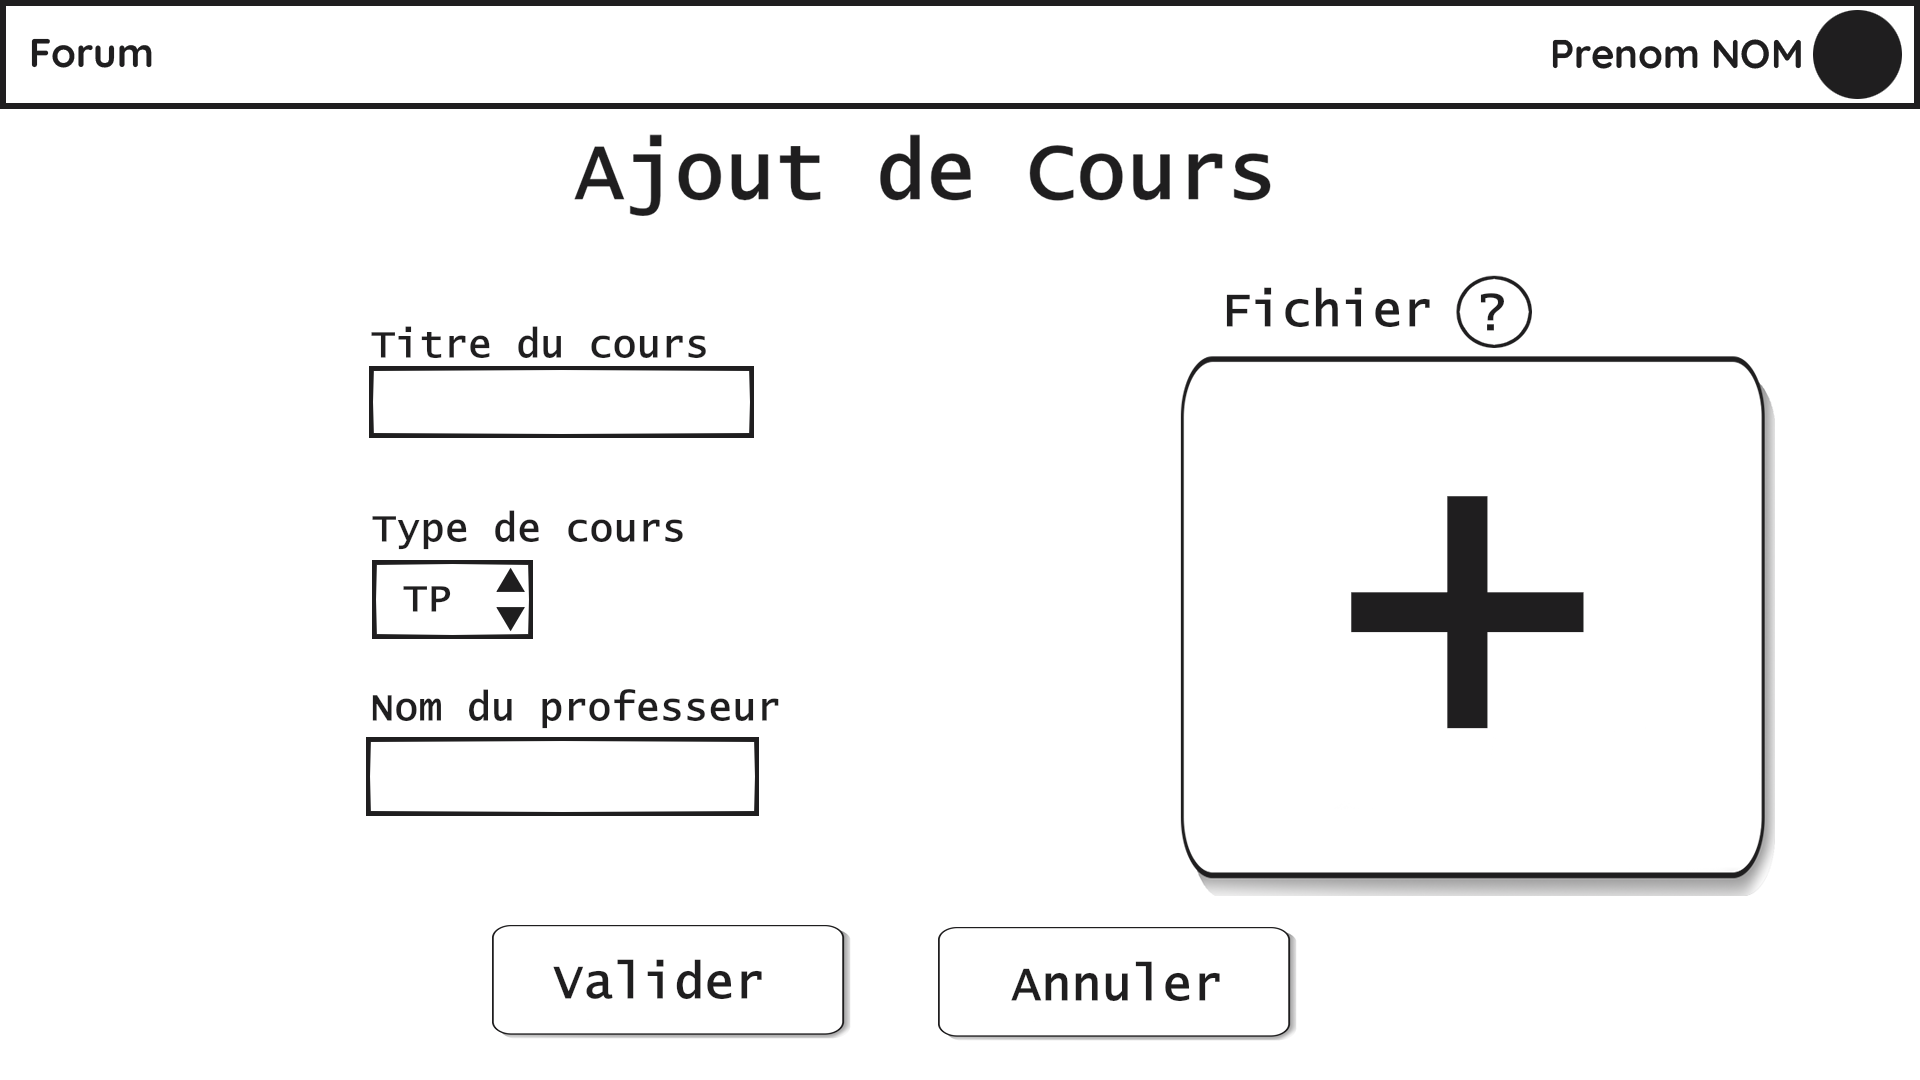 Forum
Prenom NOM
Ajout de Cours
Titre du cours
Type de cours
TP
Nom du professeur
Fichier ?
Valider
Annuler